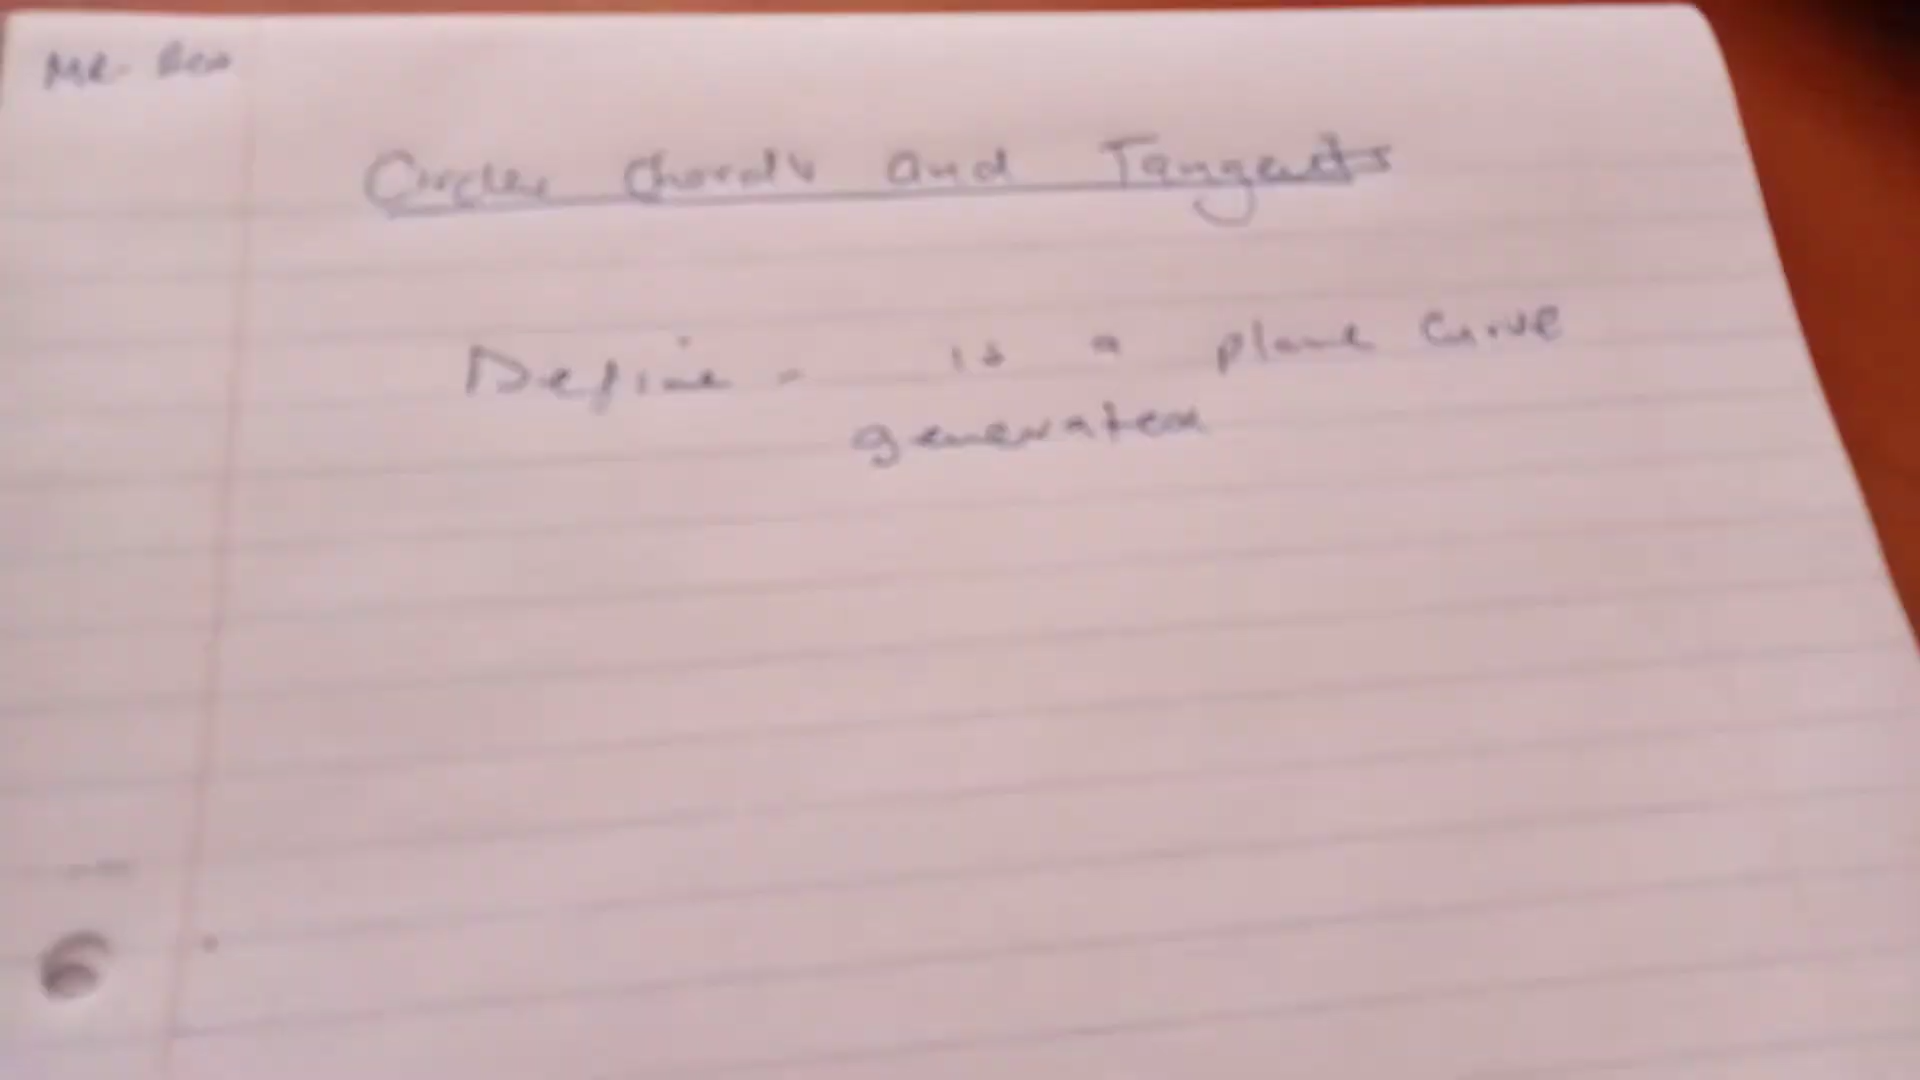 Circles Chords and Tangents
Define - is a plane curve
generated